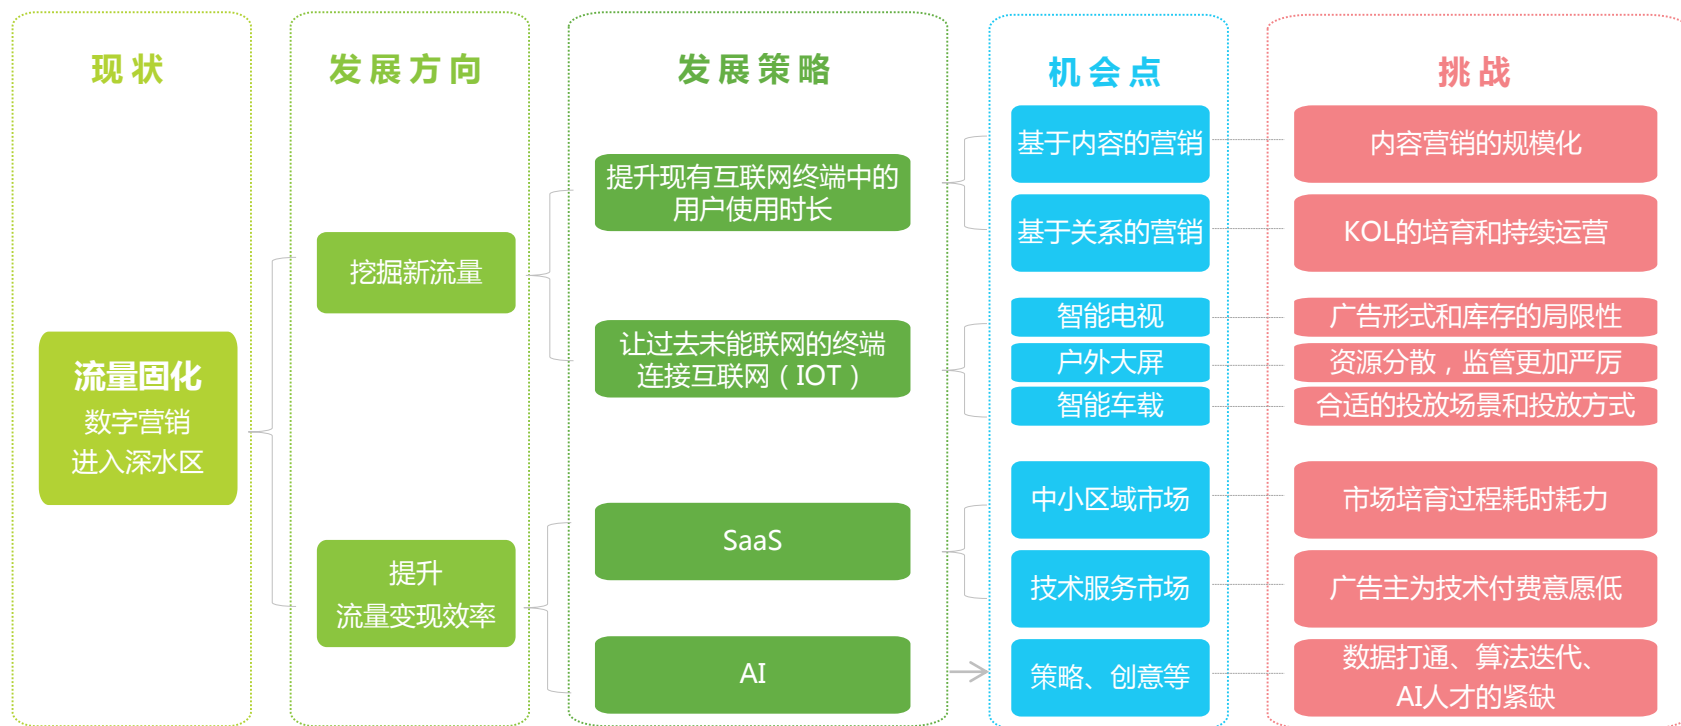 现状
发展方向
发展策略
机会点
挑战
流量固化
数字营销
进入深水区
挖掘新流量
提升
流量变现效率
提升现有互联网终端中的
用户使用时长
让过去未能联网的终端
连接互联网（IOT）
SaaS
AI
基于内容的营销
基于关系的营销
智能电视
户外大屏
智能车载
中小区域市场
技术服务市场
策略、创意等
内容营销的规模化
KOL的培育和持续运营
广告形式和库存的局限性
资源分散，监管更加严厉
合适的投放场景和投放方式
市场培育过程耗时耗力
广告主为技术付费意愿低
数据打通、算法迭代、
AI人才的紧缺